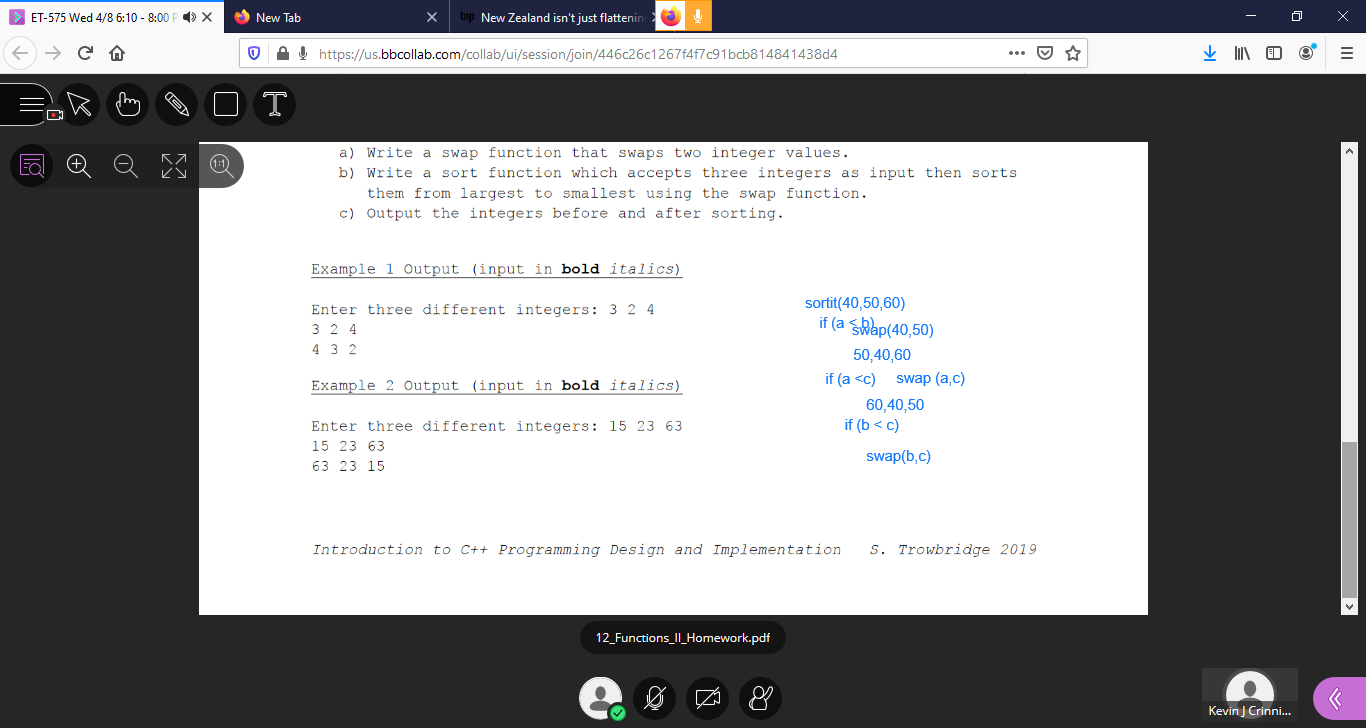 ET-575 Wed 4/8 6:10 - 8:00 P
New Tab
wp New Zealand isn't just flattenin
https://us.bbcollab.com/collab/ui/session/join/446c26c1267f4f7c91bcb814841438d4
T
1:1
a) Write a swap function that swaps two integer values.
b) Write a sort function which accepts three integers as input then sorts
them from largest to smallest using the swap function.
c) Output the integers before and after sorting.
Example 1 Output (input in bold italics)
Enter three different integers: 3 2 4
3 2 4
4 3 2
Example 2 Output (input in bold italics)
Enter three different integers: 15 23 63
15 23 63
63 23 15
sortit(40,50,60)
if (a < b)
swap(40,50)
50,40,60
if (a <c) swap (a,c)
60,40,50
if (b < c)
swap(b,c)
Introduction to C++ Programming Design and Implementation S. Trowbridge 2019
12_Functions_II_Homework.pdf
Kevin J Crinni...